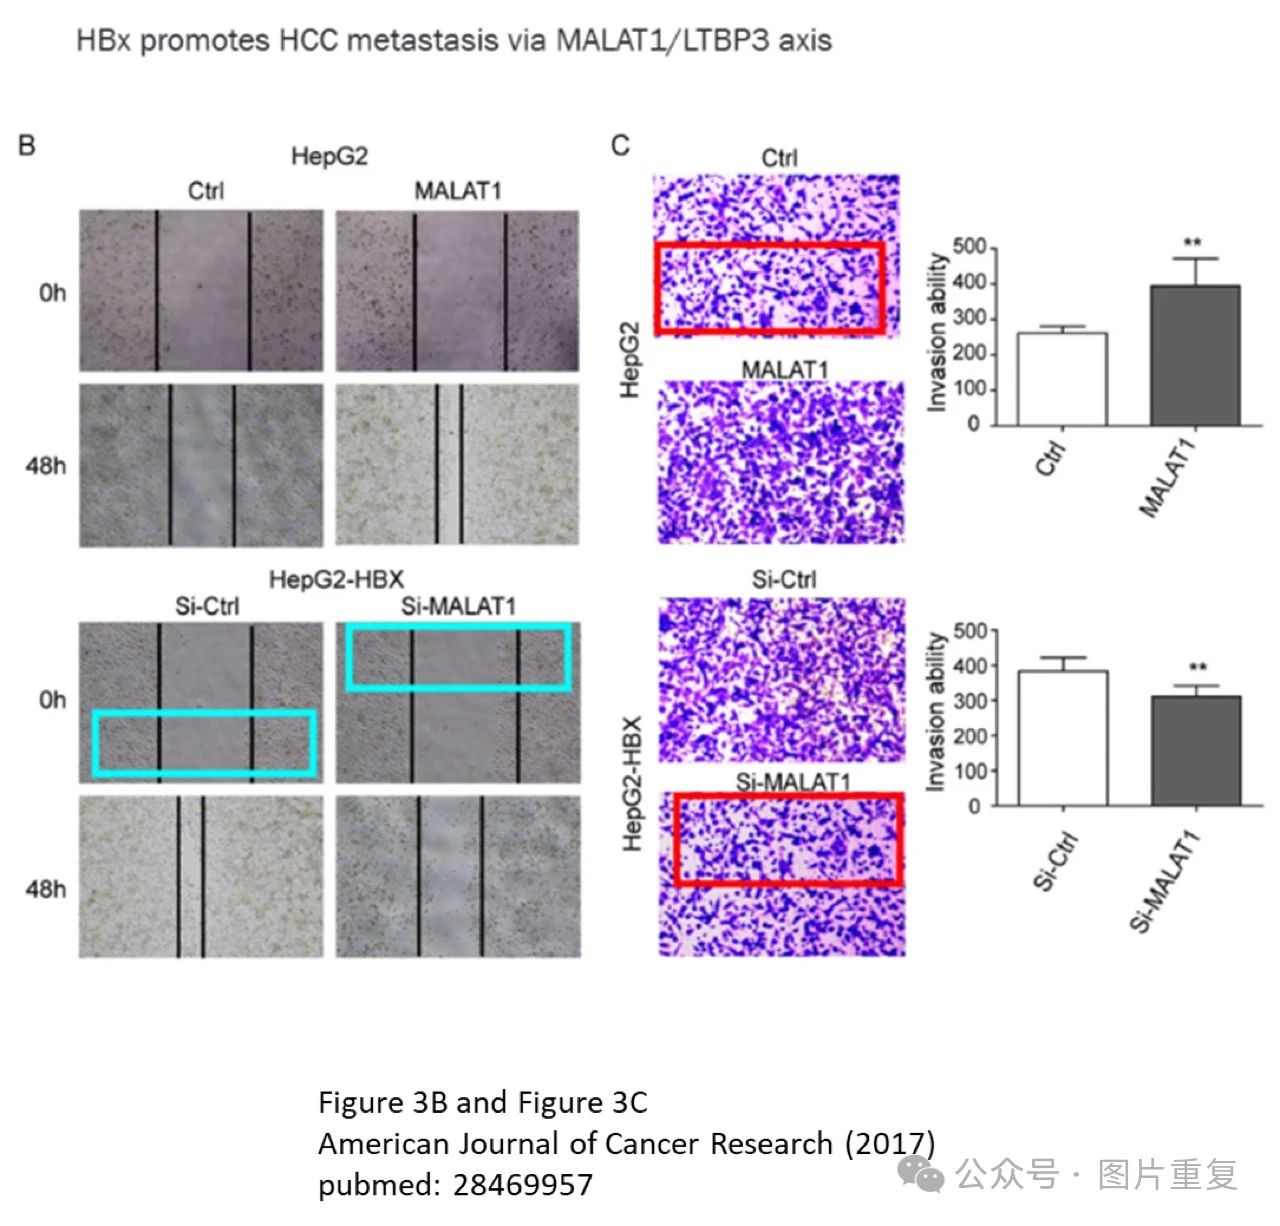 HBx promotes HCC metastasis via MALAT1/LTBP3 axis
B
HepG2
Ctrl
MALAT1
0h
48h
HepG2-HBX
Si-Ctrl
Si-MALAT1
0h
48h
C
Ctrl
HepG2
MALAT1
Si-Ctrl
HepG2-HBX
Si-MALAT1
Invasion ability
500
400
300
200
100
0
**
Ctrl
MALAT1
Invasion ability
500
400
300
200
100
0
**
Si-Ctrl
Si-MALAT1
Figure 3B and Figure 3C
American Journal of Cancer Research (2017)
pubmed: 28469957
公众号 · 图片重复